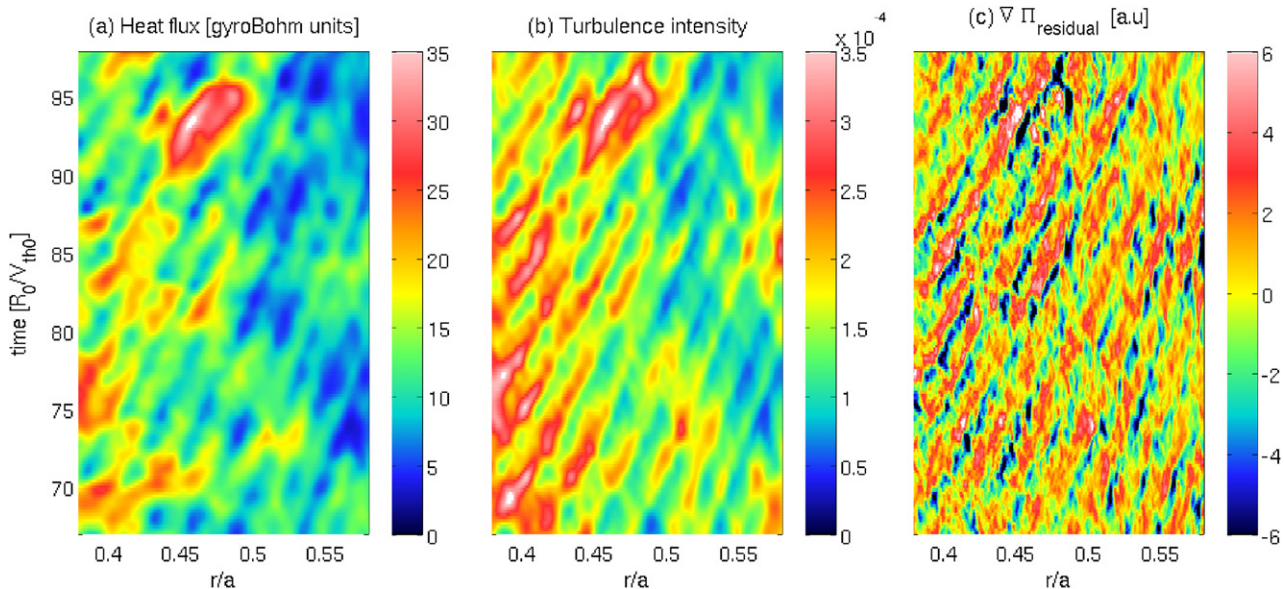 (a) Heat flux [gyroBohm units]
(b) Turbulence intensity
x 10^-4
(c) ∇ Π_residual [a.u]
time [R_0/V_th0]
95
90
85
80
75
70
0.4 0.45 0.5 0.55
r/a
35
30
25
20
15
10
5
0
0.4 0.45 0.5 0.55
r/a
3.5
3
2.5
2
1.5
1
0.5
0
0.4 0.45 0.5 0.55
r/a
6
4
2
0
-2
-4
-6